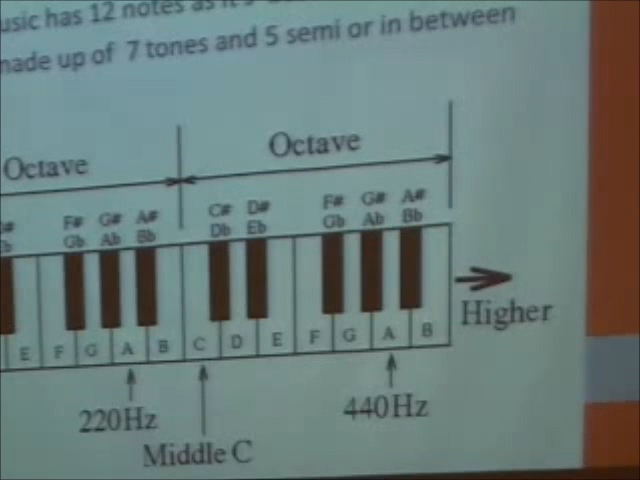 usic has 12 notes as it's
made up of 7 tones and 5 semi or in between
Octave
Octave
F# G# A# C# D# F# G# A#
Gb Ab Bb Db Eb Gb Ab Bb
E F G A B C D E F G A B
Higher
220Hz
440Hz
Middle C